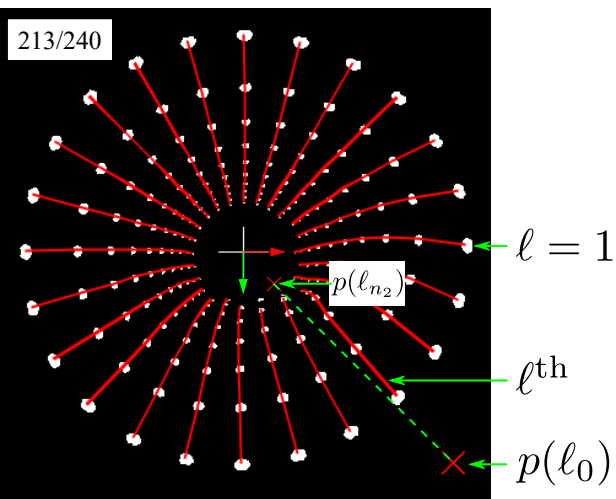 213/240
ℓ = 1
p(ℓ_{n_2})
ℓ^{th}
p(ℓ_0)